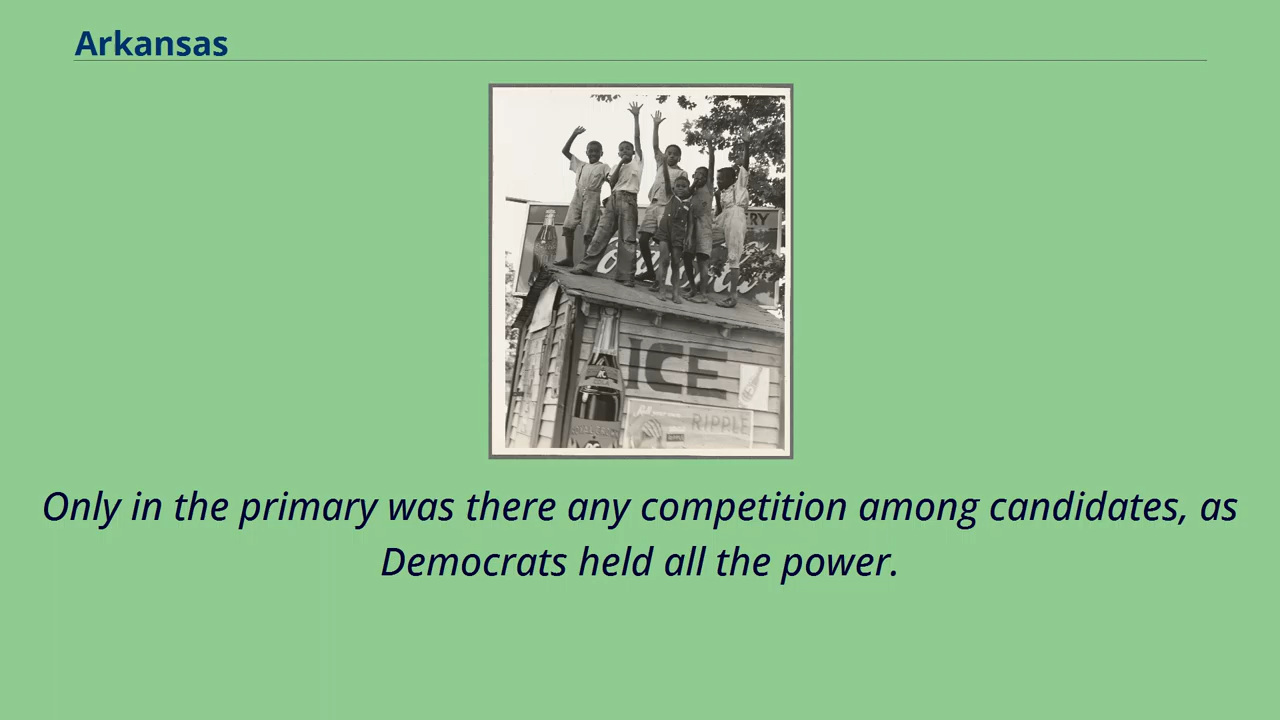 Arkansas
ERY
ICE
RIPPLE
Only in the primary was there any competition among candidates, as
Democrats held all the power.